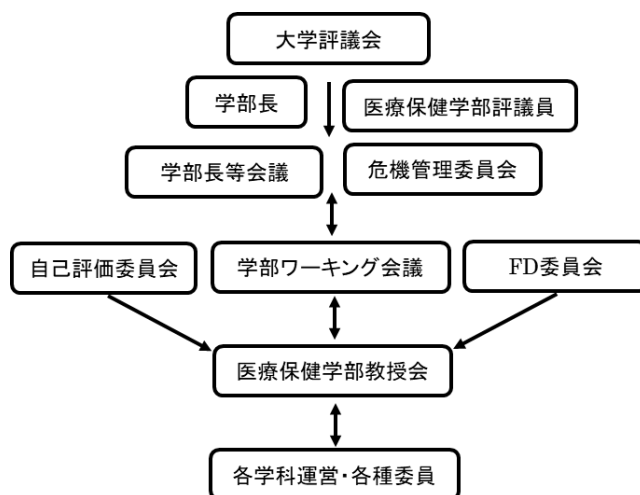 大学評議会
学部長
医療保健学部評議員
学部長等会議
危機管理委員会
自己評価委員会
学部ワーキング会議
FD委員会
医療保健学部教授会
各学科運営・各種委員